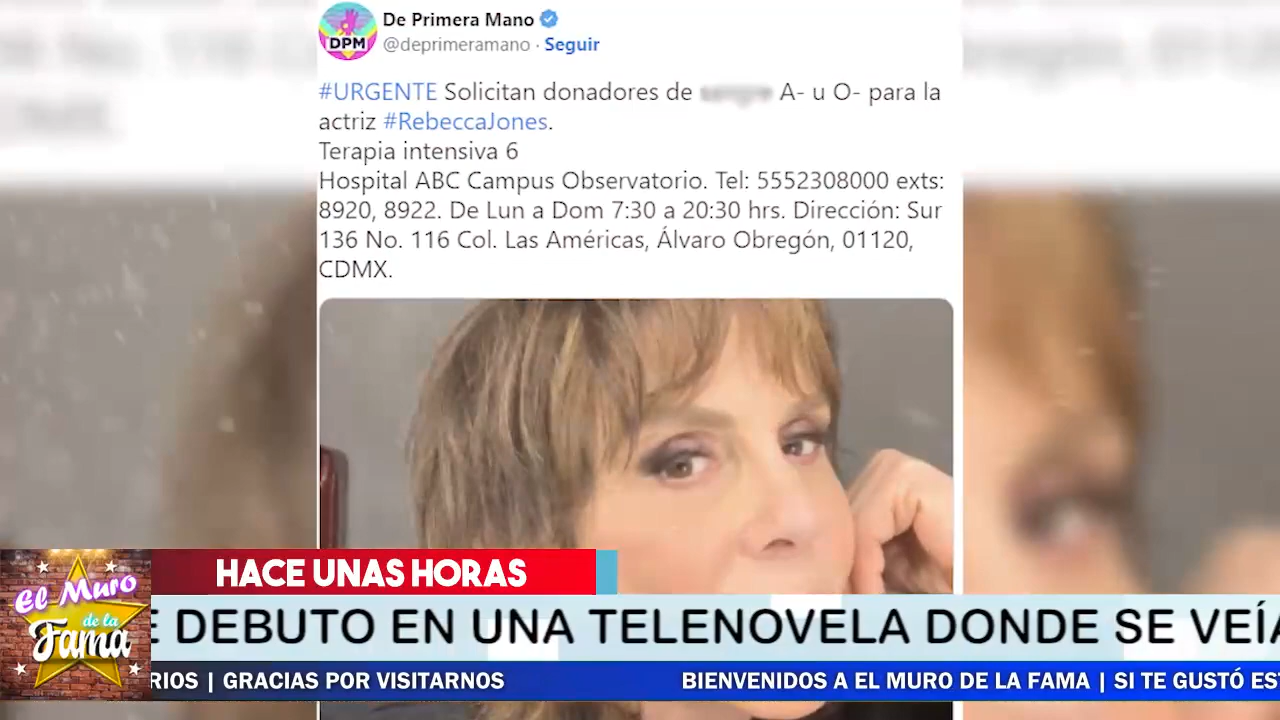 De Primera Mano
DPM
@deprimeramano · Seguir
#URGENTE Solicitan donadores de A- u O- para la
actriz #RebeccaJones.
Terapia intensiva 6
Hospital ABC Campus Observatorio. Tel: 5552308000 exts:
8920, 8922. De Lun a Dom 7:30 a 20:30 hrs. Dirección: Sur
136 No. 116 Col. Las Américas, Álvaro Obregón, 01120,
CDMX.
HACE UNAS HORAS
El Muro
de la
Fama
E DEBUTO EN UNA TELENOVELA DONDE SE VEÍA
RIOS | GRACIAS POR VISITARNOS BIENVENIDOS A EL MURO DE LA FAMA | SI TE GUSTÓ EST